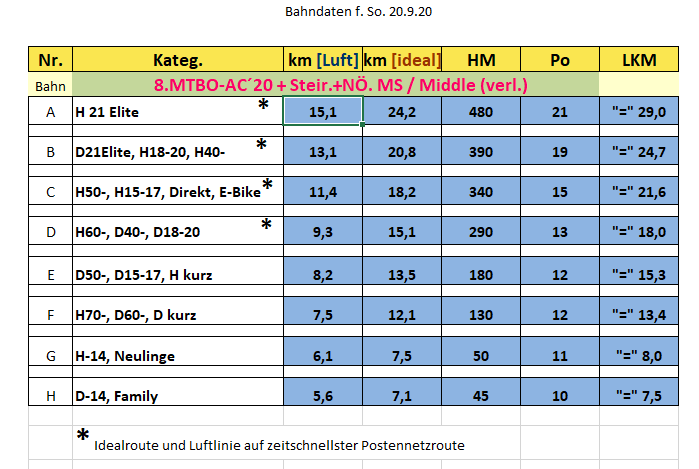 Bahndaten f. So. 20.9.20
Nr. Kateg. km [Luft] km [ideal] HM Po LKM
Bahn 8.MTBO-AC´20 + Steir.+NÖ. MS / Middle (verl.)
A H 21 Elite * 15,1 24,2 480 21 "=" 29,0
B D21Elite, H18-20, H40- * 13,1 20,8 390 19 "=" 24,7
C H50-, H15-17, Direkt, E-Bike * 11,4 18,2 340 15 "=" 21,6
D H60-, D40-, D18-20 * 9,3 15,1 290 13 "=" 18,0
E D50-, D15-17, H kurz 8,2 13,5 180 12 "=" 15,3
F H70-, D60-, D kurz 7,5 12,1 130 12 "=" 13,4
G H-14, Neulinge 6,1 7,5 50 11 "=" 8,0
H D-14, Family 5,6 7,1 45 10 "=" 7,5
* Idealroute und Luftlinie auf zeitschnellster Postennetzroute